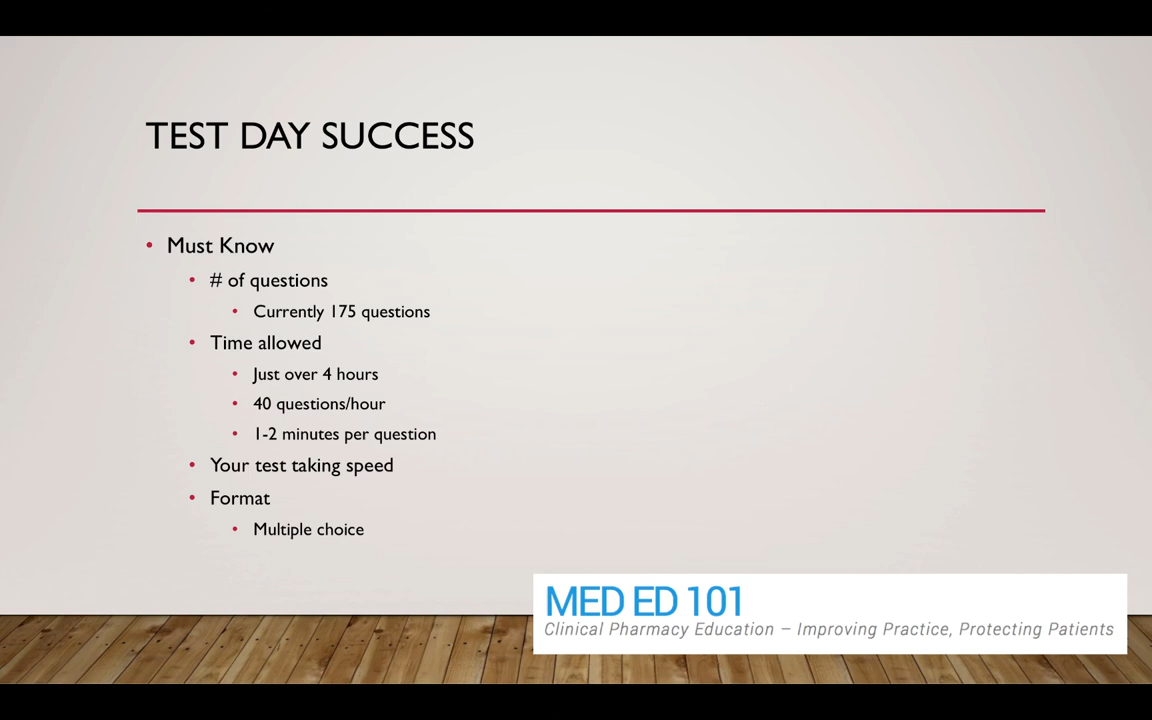 TEST DAY SUCCESS
• Must Know
• # of questions
• Currently 175 questions
• Time allowed
• Just over 4 hours
• 40 questions/hour
• 1-2 minutes per question
• Your test taking speed
• Format
• Multiple choice
MED ED 101
Clinical Pharmacy Education – Improving Practice, Protecting Patients